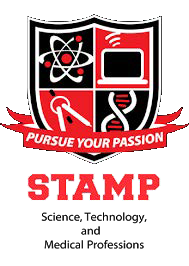 PURSUE YOUR PASSION
STAMP
Science, Technology,
and
Medical Professions